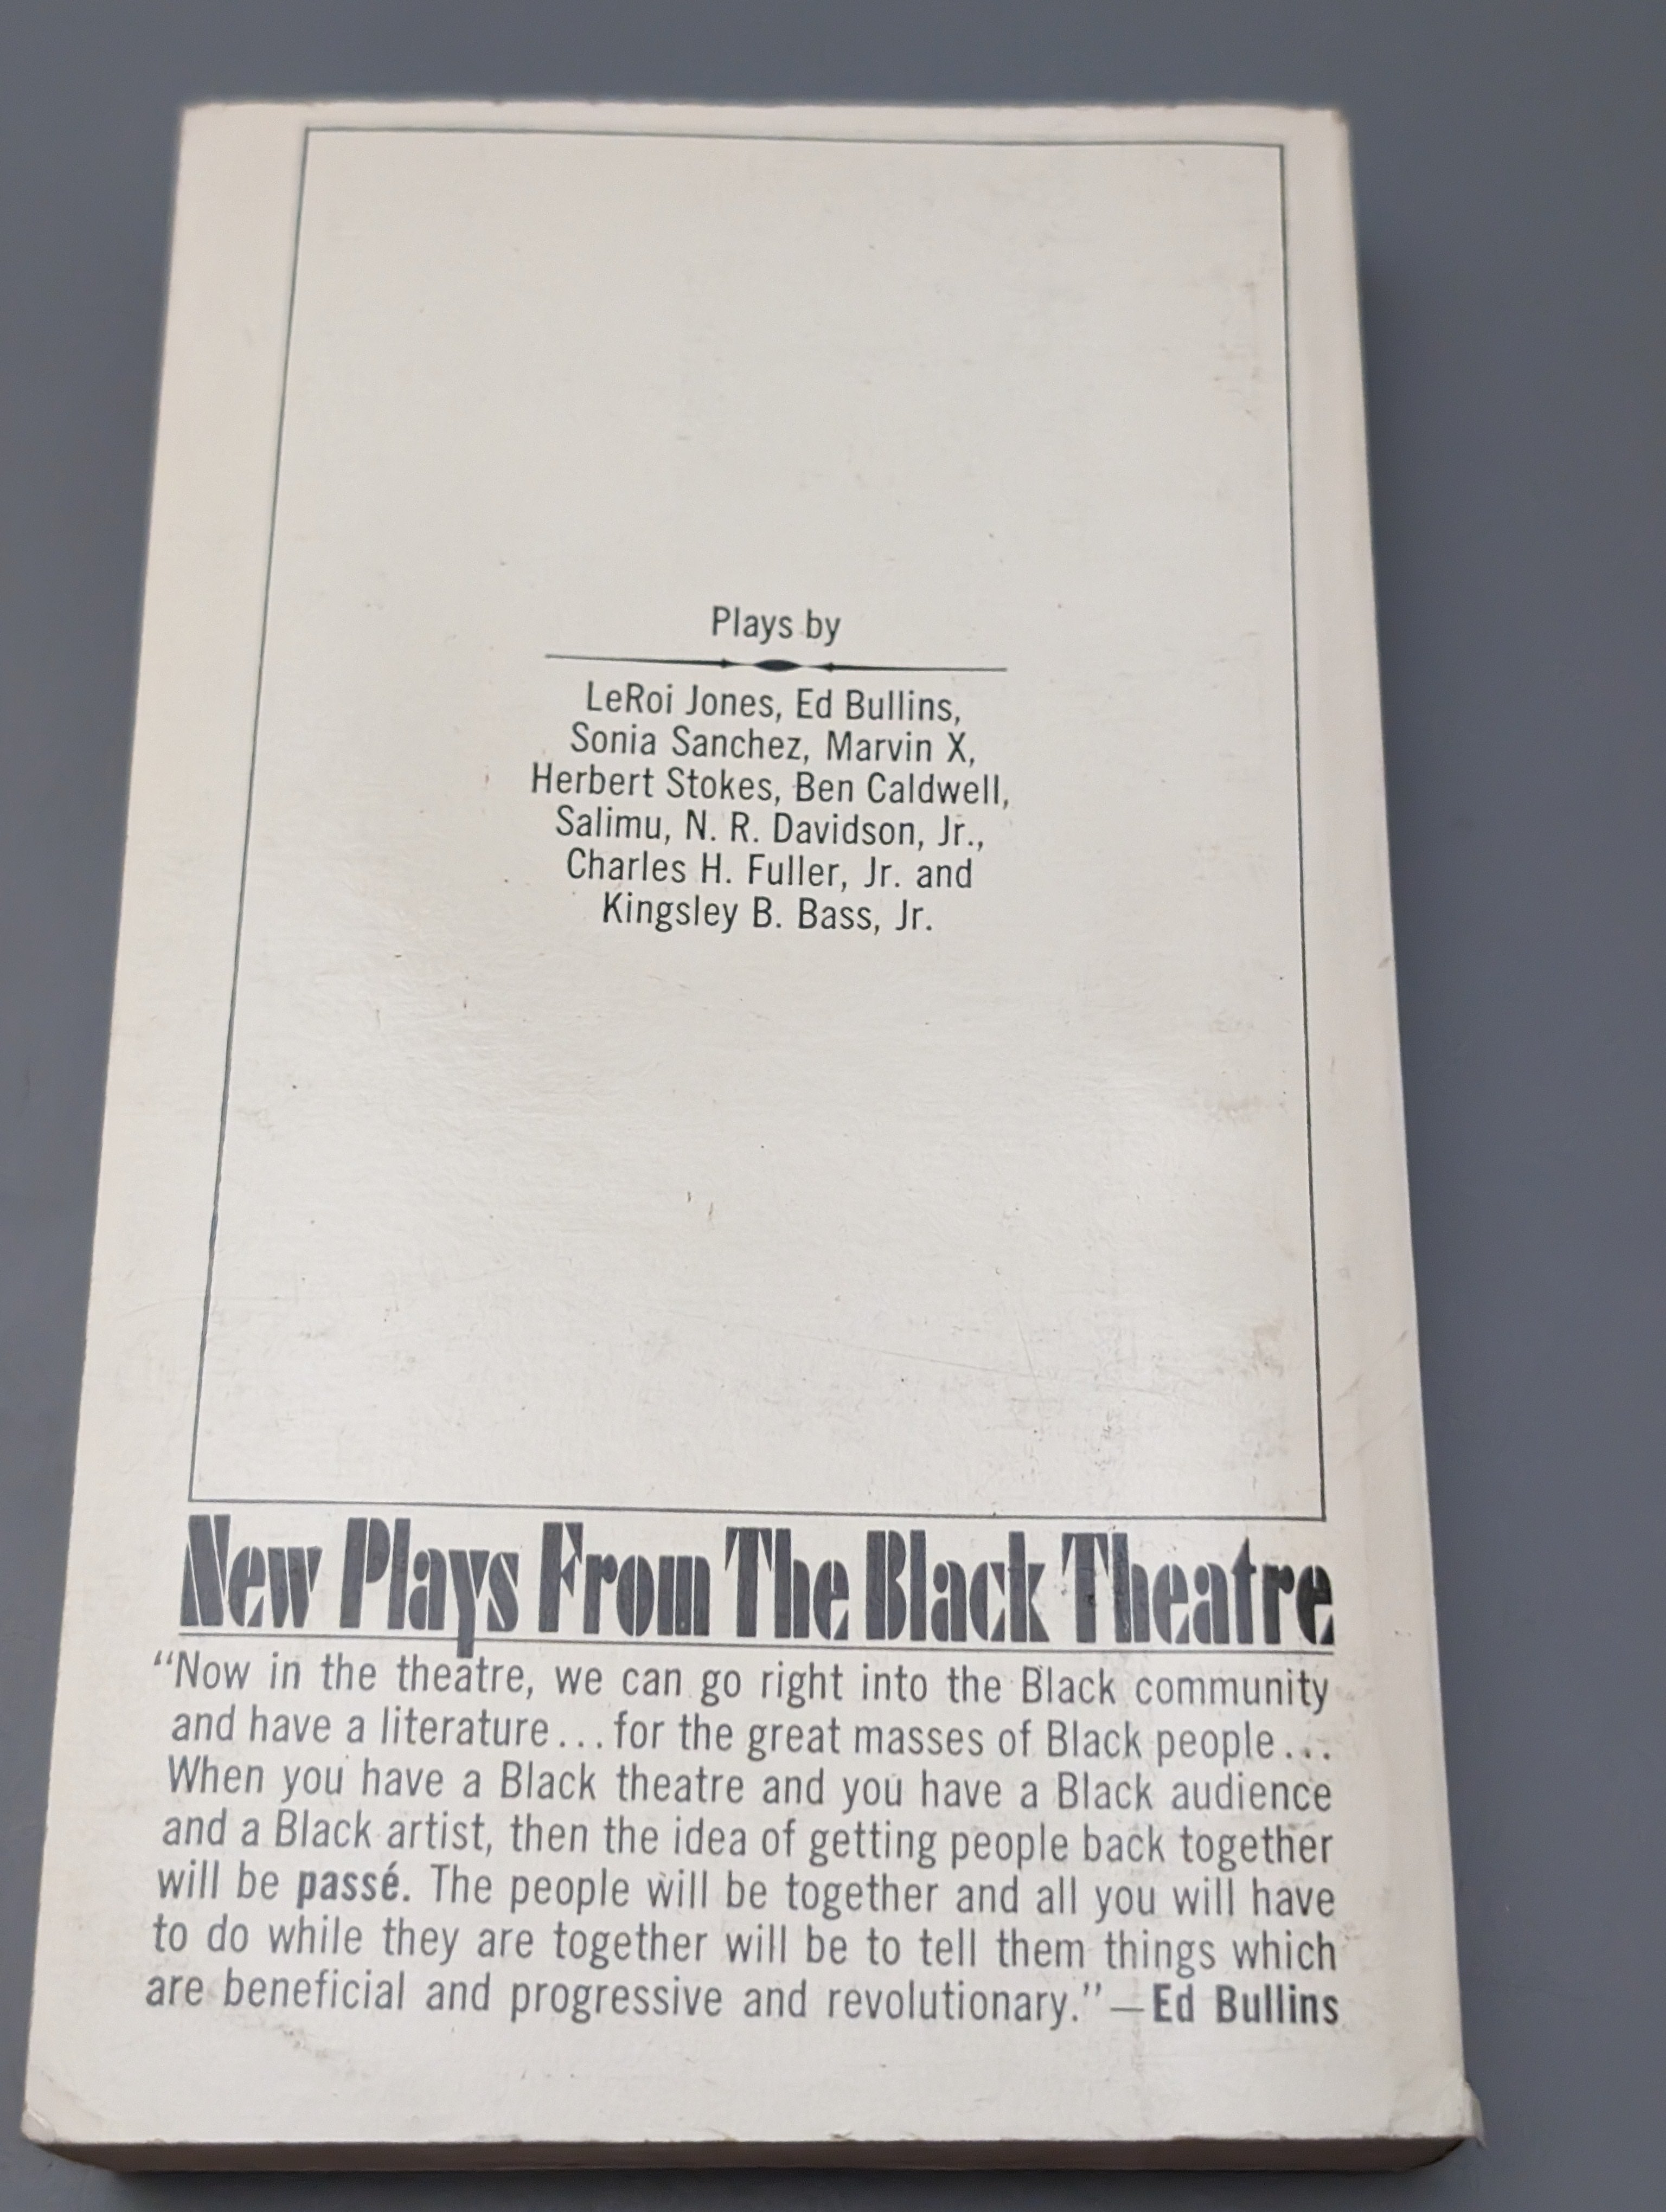 Plays by
LeRoi Jones, Ed Bullins,
Sonia Sanchez, Marvin X,
Herbert Stokes, Ben Caldwell,
Salimu, N. R. Davidson, Jr.,
Charles H. Fuller, Jr. and
Kingsley B. Bass, Jr.
New Plays From The Black Theatre
“Now in the theatre, we can go right into the Black community
and have a literature...for the great masses of Black people...
When you have a Black theatre and you have a Black audience
and a Black artist, then the idea of getting people back together
will be passé. The people will be together and all you will have
to do while they are together will be to tell them things which
are beneficial and progressive and revolutionary.”—Ed Bullins